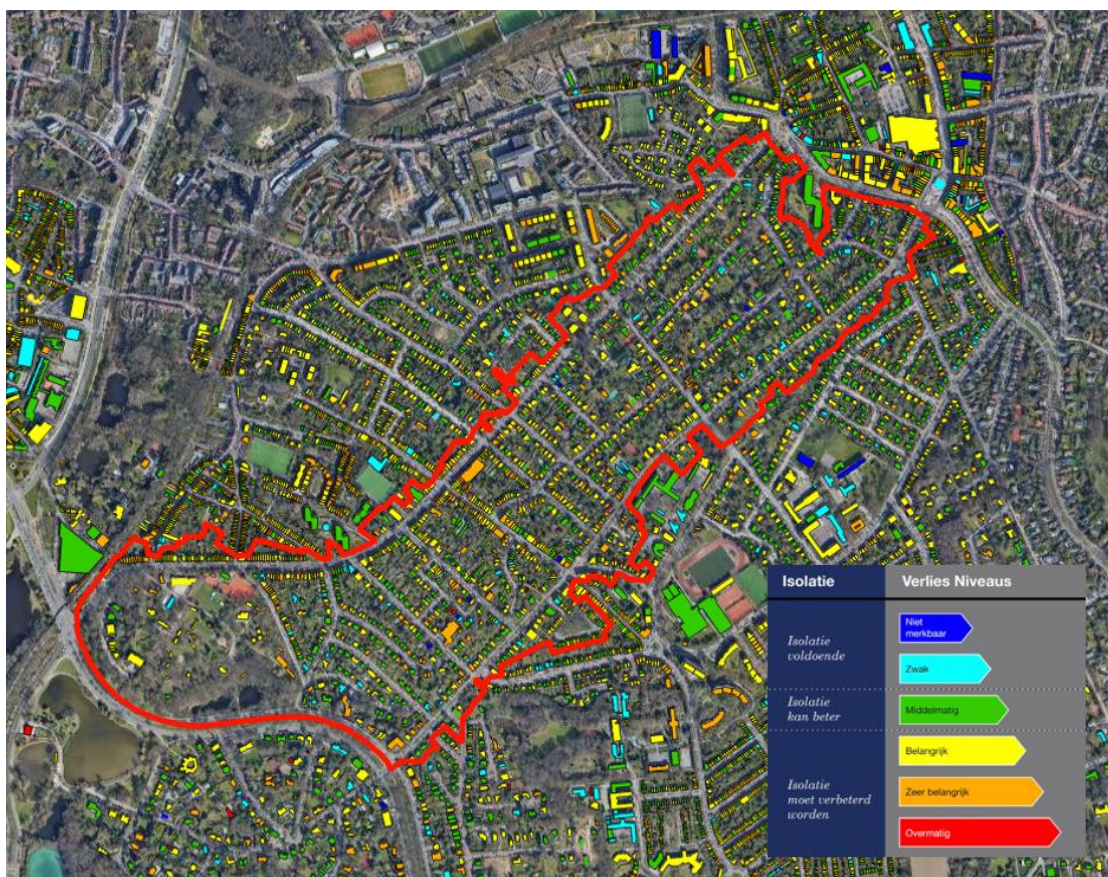 Isolatie
Verlies Niveaus
Isolatie
voldoende
Niet
merkbaar
Zwak
Isolatie
kan beter
Middelmatig
Isolatie
moet verbeterd
worden
Belangrijk
Zeer belangrijk
Overmatig